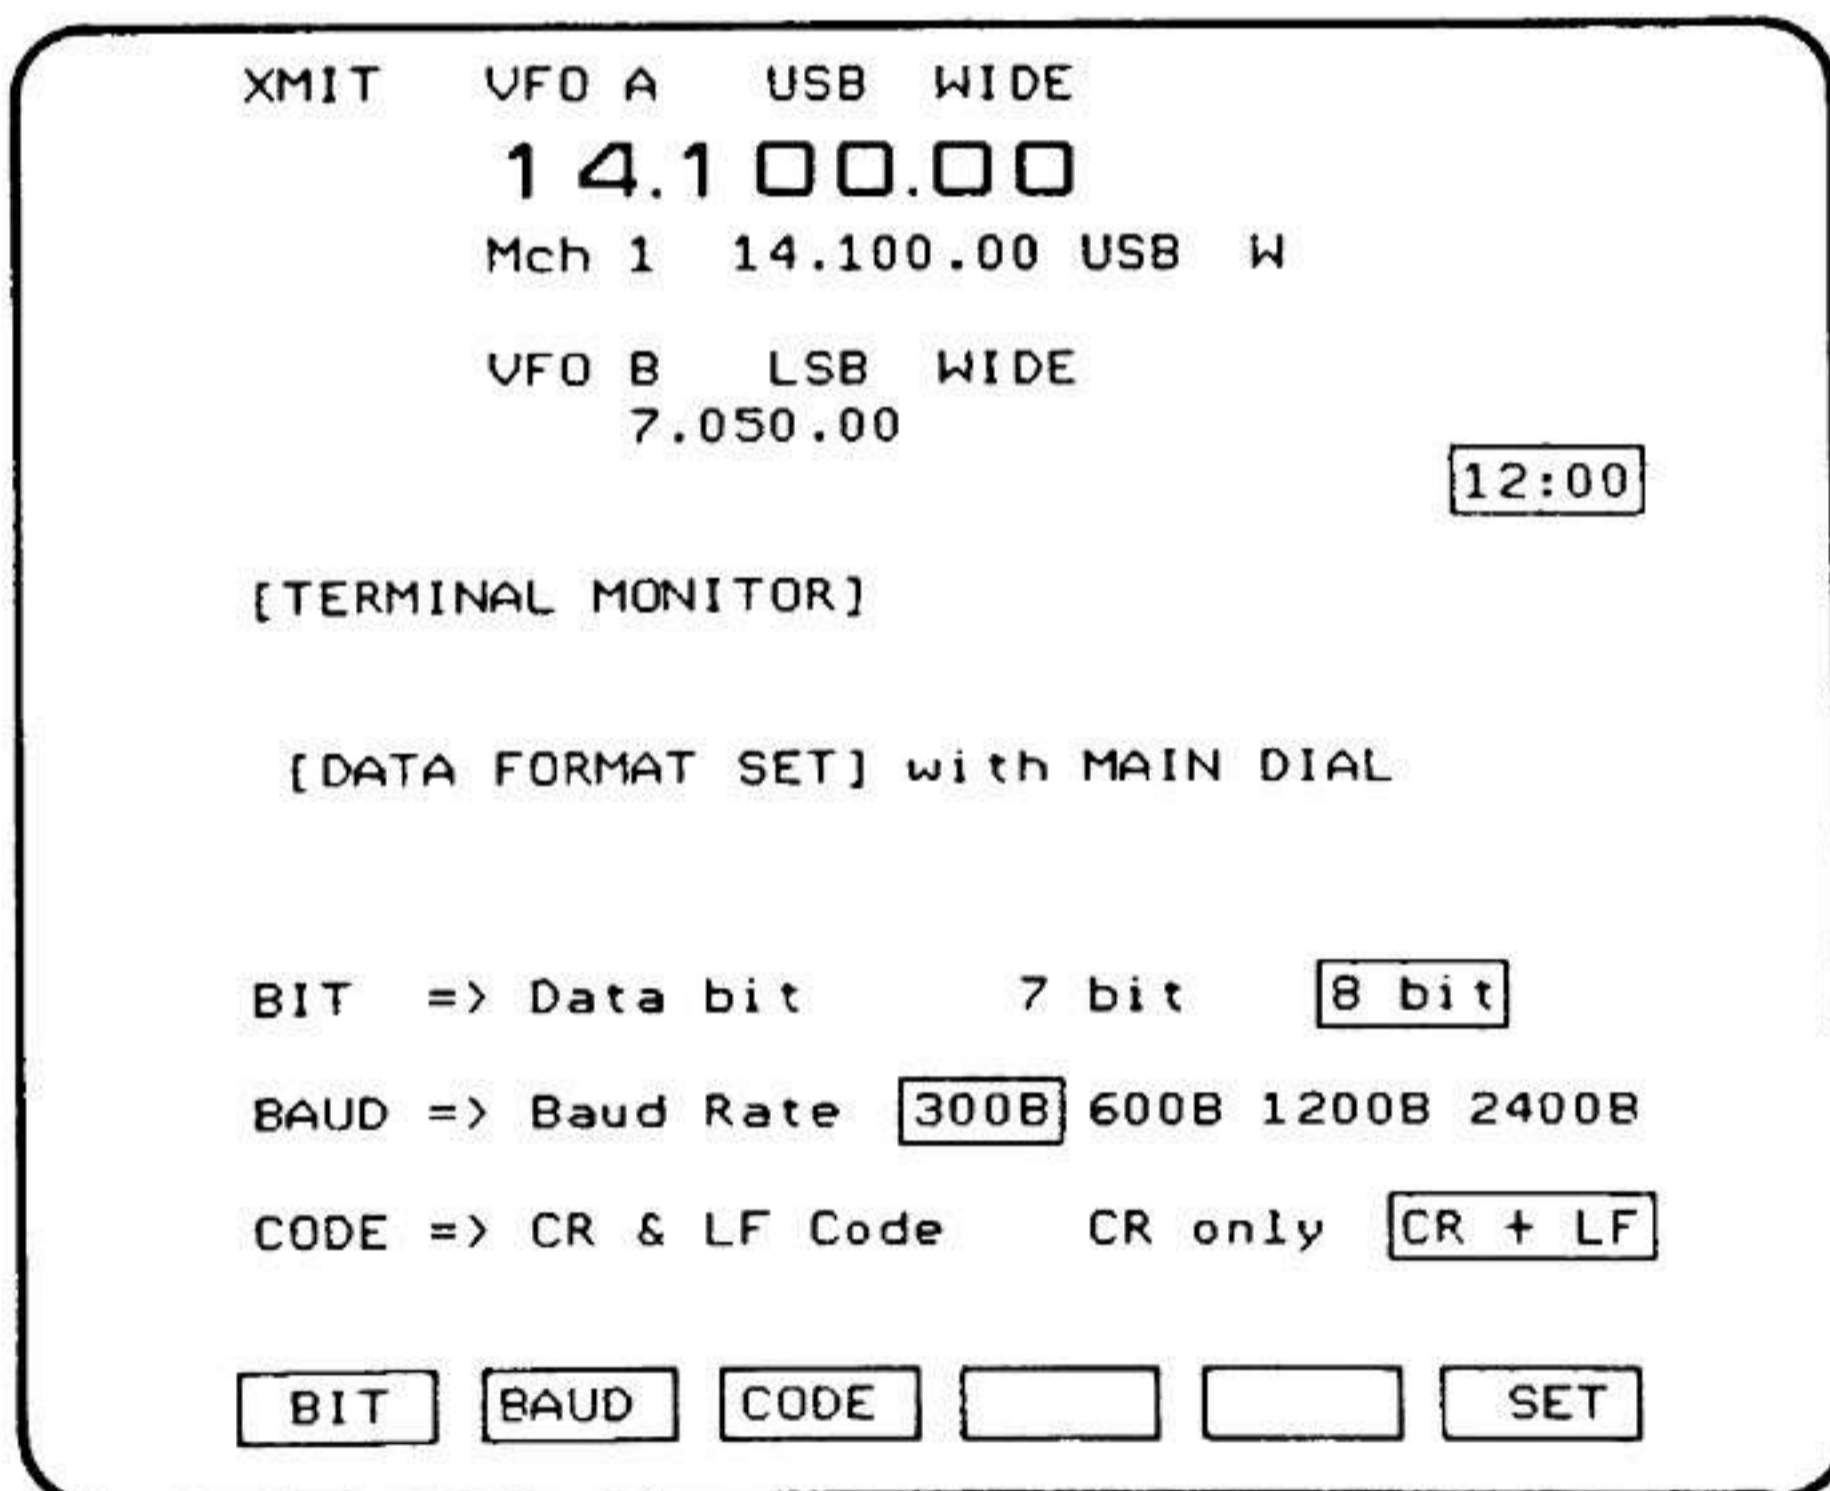 XMIT VFO A USB WIDE
14.100.00
Mch 1 14.100.00 USB W
VFO B LSB WIDE
7.050.00
12:00
[TERMINAL MONITOR]
[DATA FORMAT SET] with MAIN DIAL
BIT => Data bit 7 bit 8 bit
BAUD => Baud Rate 300B 600B 1200B 2400B
CODE => CR & LF Code CR only CR + LF
BIT BAUD CODE SET